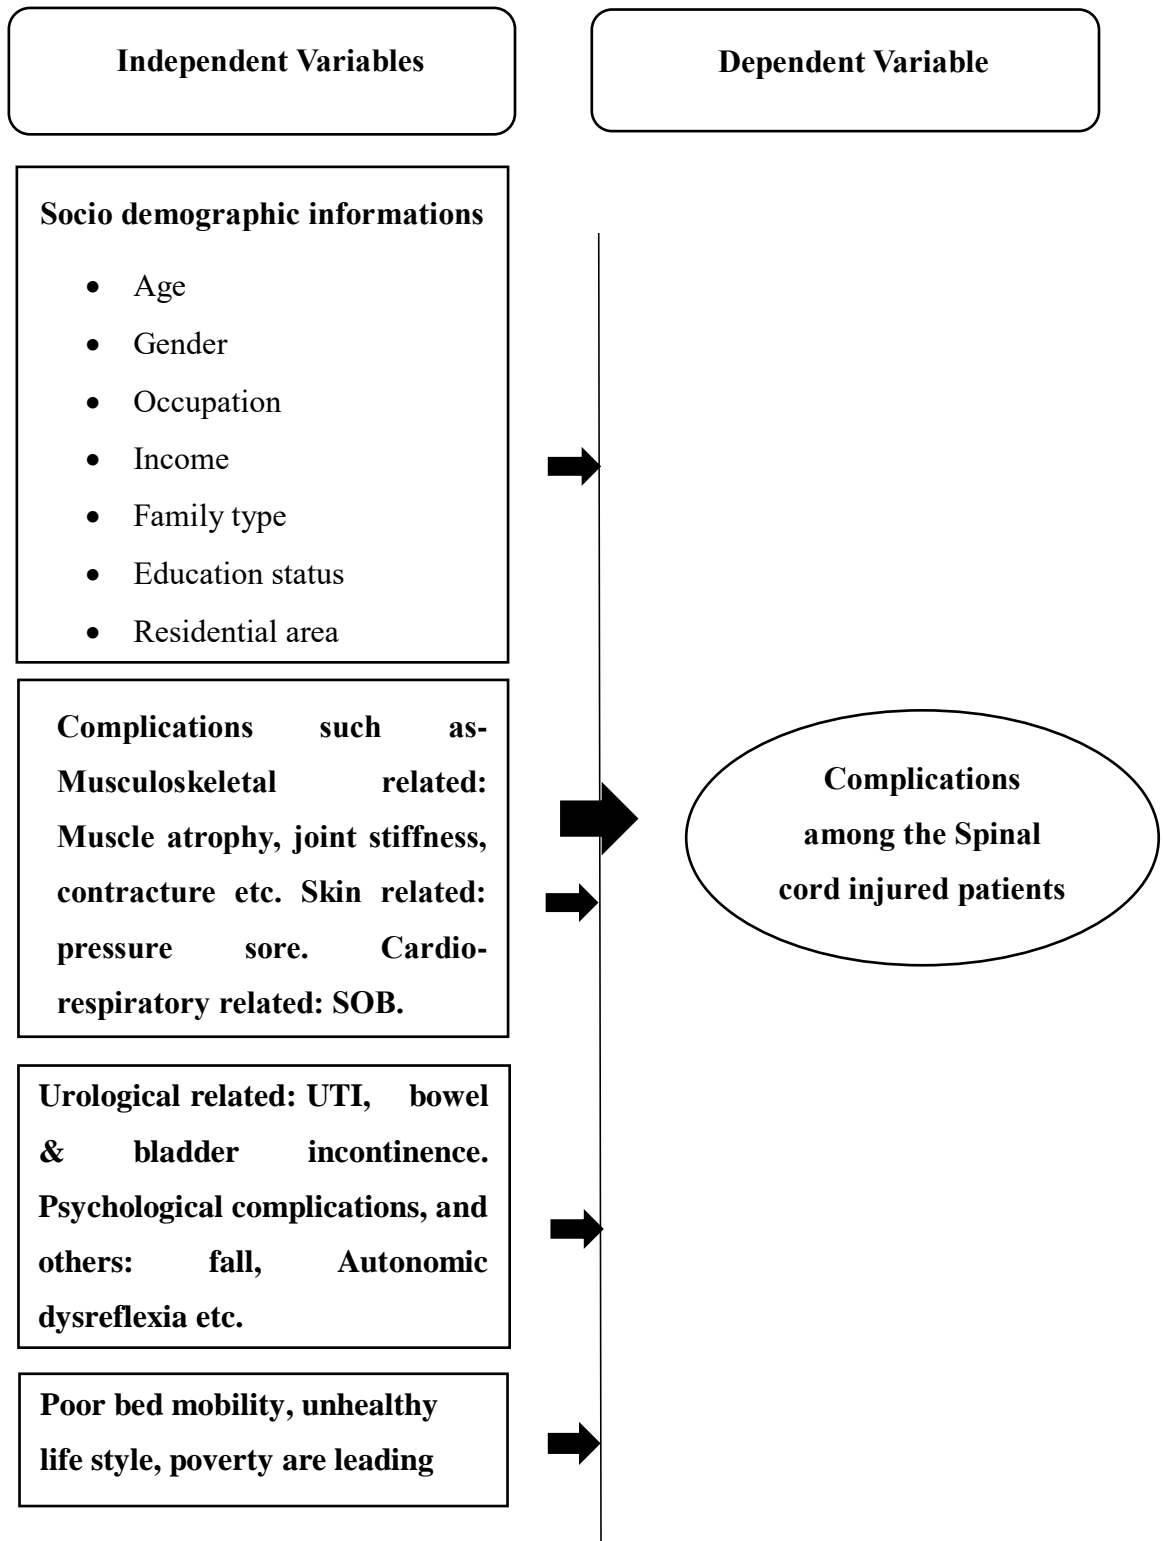 Independent Variables
Dependent Variable
Socio demographic informations
• Age
• Gender
• Occupation
• Income
• Family type
• Education status
• Residential area
Complications such as-
Musculoskeletal related:
Muscle atrophy, joint stiffness,
contracture etc. Skin related:
pressure sore. Cardio-
respiratory related: SOB.
Complications
among the Spinal
cord injured patients
Urological related: UTI, bowel
& bladder incontinence.
Psychological complications, and
others: fall, Autonomic
dysreflexia etc.
Poor bed mobility, unhealthy
life style, poverty are leading